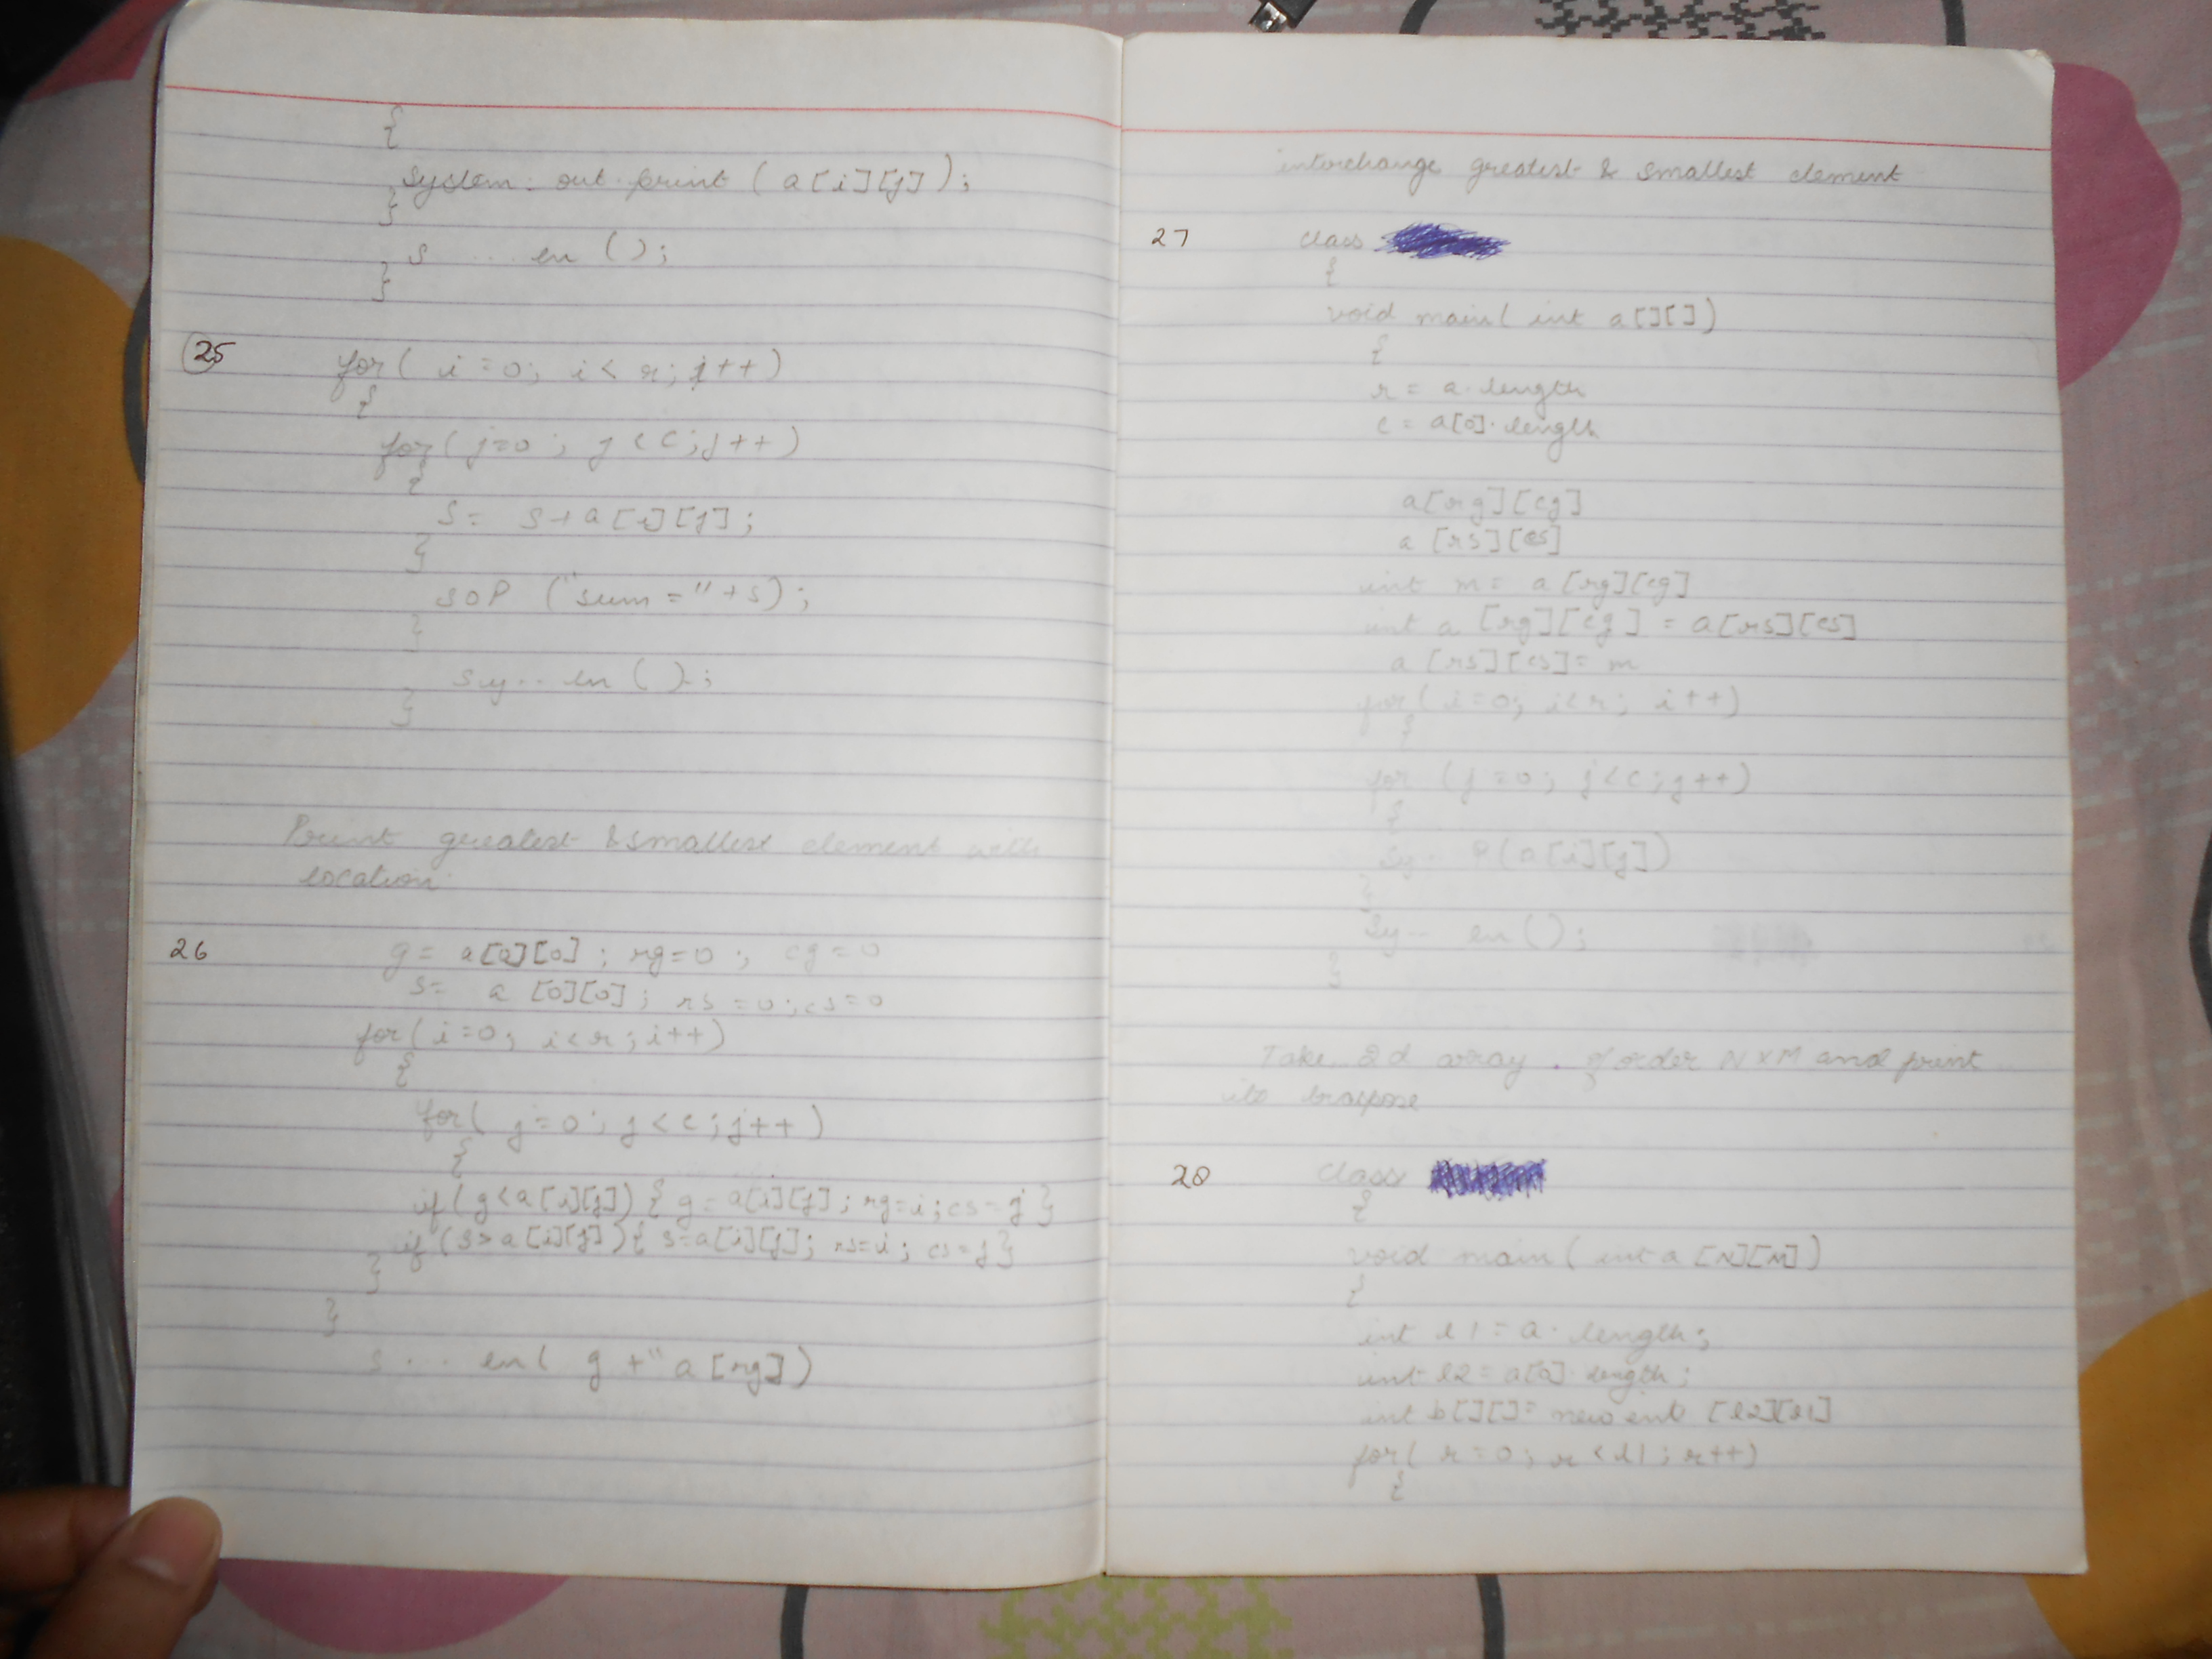 {
System. out. print ( a [i][j] );
}
s ... ln ();
}
25
for( i = 0; i < r; i++)
{
for( j=0 ; j < c; j++)
{
S = S+a[i][j];
}
SOP ("sum =" + s);
}
sy... ln ();
}
Print greatest & smallest element with
location
26
g = a[0][0] ; rg=0 ; cg=0
s= a [0][0] ; rs =0 ; cs=0
for( i=0; i<r ; i++)
{
for( j=0 ; j<c ; j++)
{
if( g<a[i][j]) { g=a[i][j] ; rg=i ; cs=j }
if (s>a[i][j]){ s=a[i][j]; rs=i; cs=j}
}
}
s ... ln( g +" a [rg])
interchange greatest & smallest element
27 class
{
void main( int a[][])
{
r = a.length
c = a[0].length
a[rg][cg]
a [rs][cs]
int m = a [rg][cg]
int a [rg][cg] = a[rs][cs]
a [rs][cs] = m
for( i=0; i<r; i++)
{
for (j=0; j<c; j++)
{
Sy... P(a[i][j])
}
Sy... ln ();
}
Take 2d array . of order N x M and print
its traspose
28 class
{
void main( int a [N][M])
{
int l1 = a. length;
int l2 = a[0]. length;
int b[][]= new int [l2][l1]
for( r=0; r<l1; r++)
{